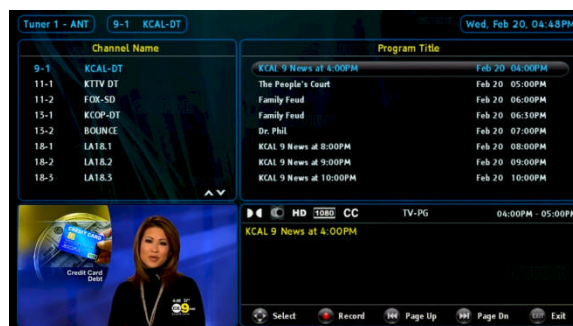 Tuner 1 - ANT 9-1 KCAL-DT Wed, Feb 20, 04:48PM
Channel Name
9-1 KCAL-DT
11-1 KTTV DT
11-2 FOX-SD
13-1 KCOP-DT
13-2 BOUNCE
18-1 LA18.1
18-2 LA18.2
18-3 LA18.3
Program Title
KCAL 9 News at 4:00PM Feb 20 04:00PM
The People's Court Feb 20 05:00PM
Family Feud Feb 20 06:00PM
Family Feud Feb 20 06:30PM
Dr. Phil Feb 20 07:00PM
KCAL 9 News at 8:00PM Feb 20 08:00PM
KCAL 9 News at 9:00PM Feb 20 09:00PM
KCAL 9 News at 10:00PM Feb 20 10:00PM
CREDIT CARD
Credit Card
Debt
9
HD 1080 CC TV-PG 04:00PM - 05:00PM
KCAL 9 News at 4:00PM
Select Record Page Up Page Dn EXIT Exit